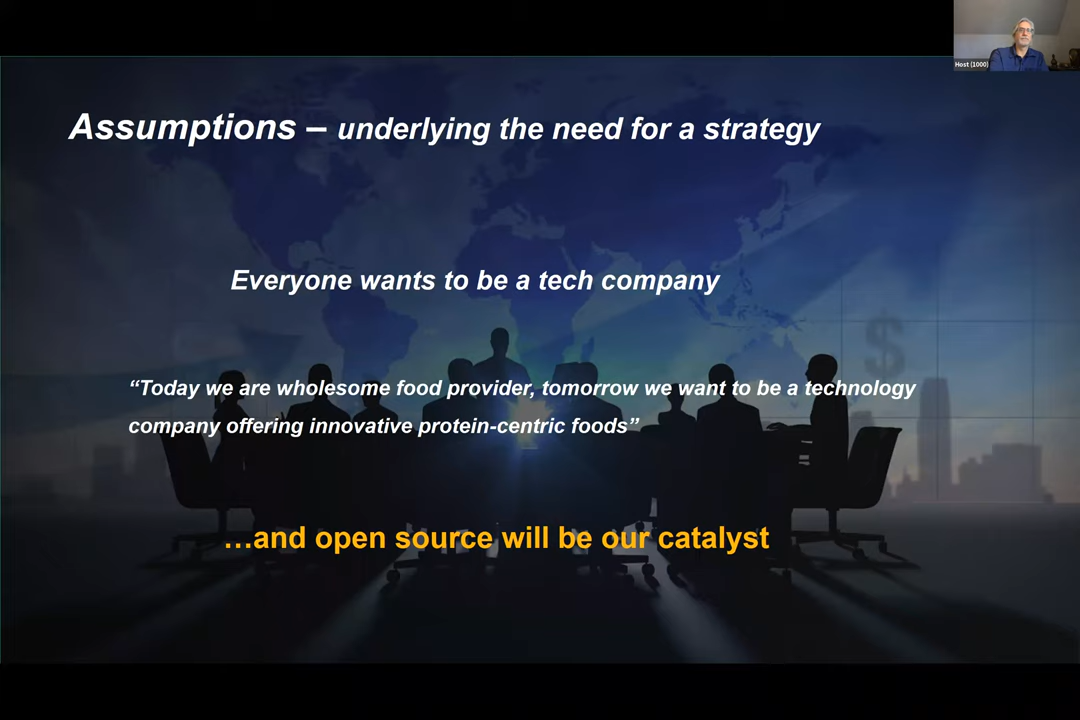 Host (1000)
Assumptions – underlying the need for a strategy
Everyone wants to be a tech company
“Today we are wholesome food provider, tomorrow we want to be a technology
company offering innovative protein-centric foods”
$
…and open source will be our catalyst